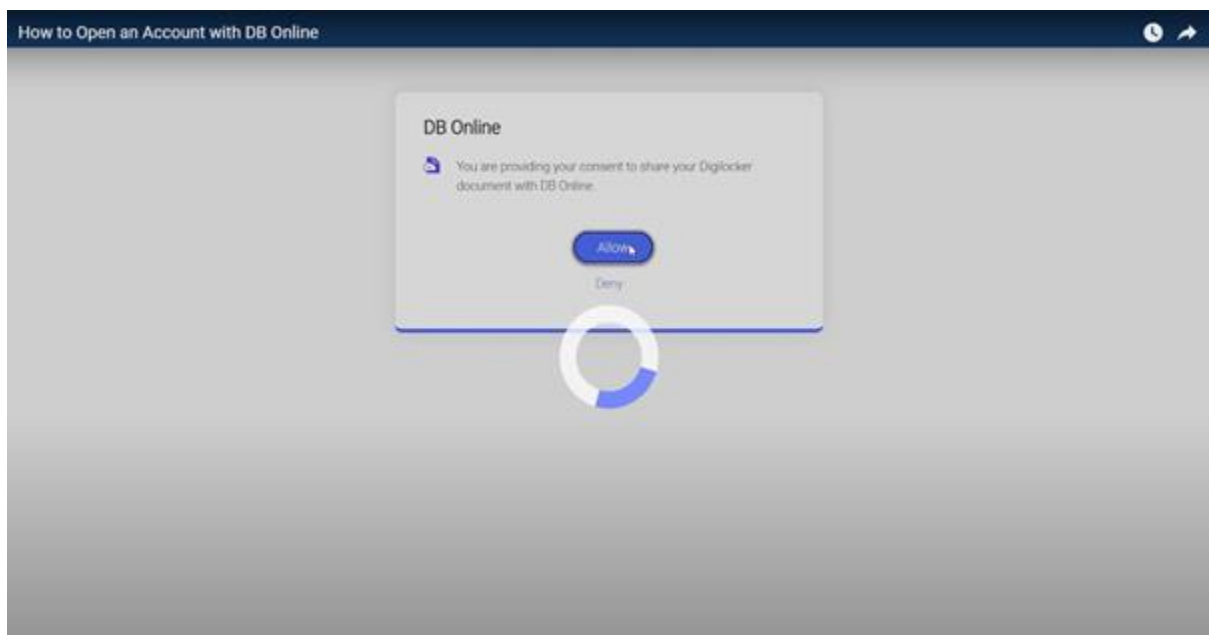 How to Open an Account with DB Online
DB Online
You are providing your consent to share your Digilocker
document with DB Online.
Allow
Deny